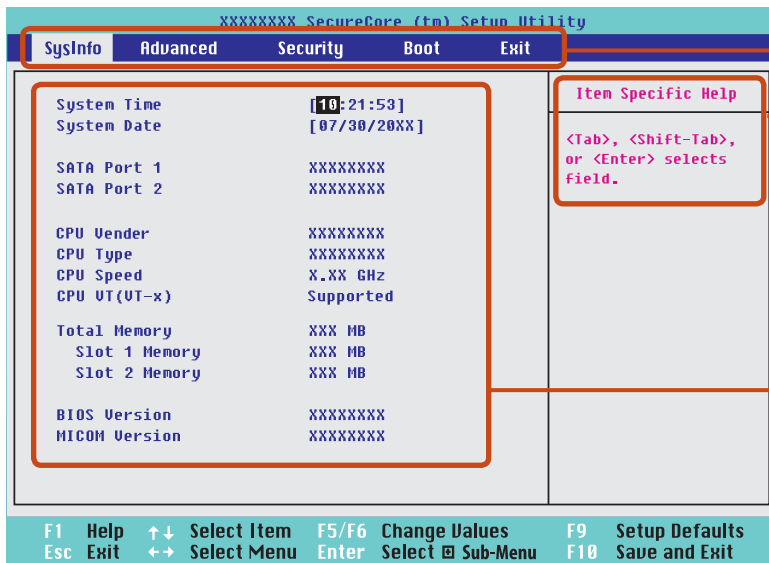 XXXXXXXX SecureCore (tm) Setup Utility
SysInfo Advanced Security Boot Exit
System Time [10:21:53]
System Date [07/30/20XX]
SATA Port 1 XXXXXXXX
SATA Port 2 XXXXXXXX
CPU Vender XXXXXXXX
CPU Type XXXXXXXX
CPU Speed X.XX GHz
CPU VT(VT-x) Supported
Total Memory XXX MB
Slot 1 Memory XXX MB
Slot 2 Memory XXX MB
BIOS Version XXXXXXXX
MICOM Version XXXXXXXX
Item Specific Help
<Tab>, <Shift-Tab>,
or <Enter> selects
field.
F1 Help ↑↓ Select Item F5/F6 Change Values F9 Setup Defaults
Esc Exit ←→ Select Menu Enter Select ⊡ Sub-Menu F10 Save and Exit